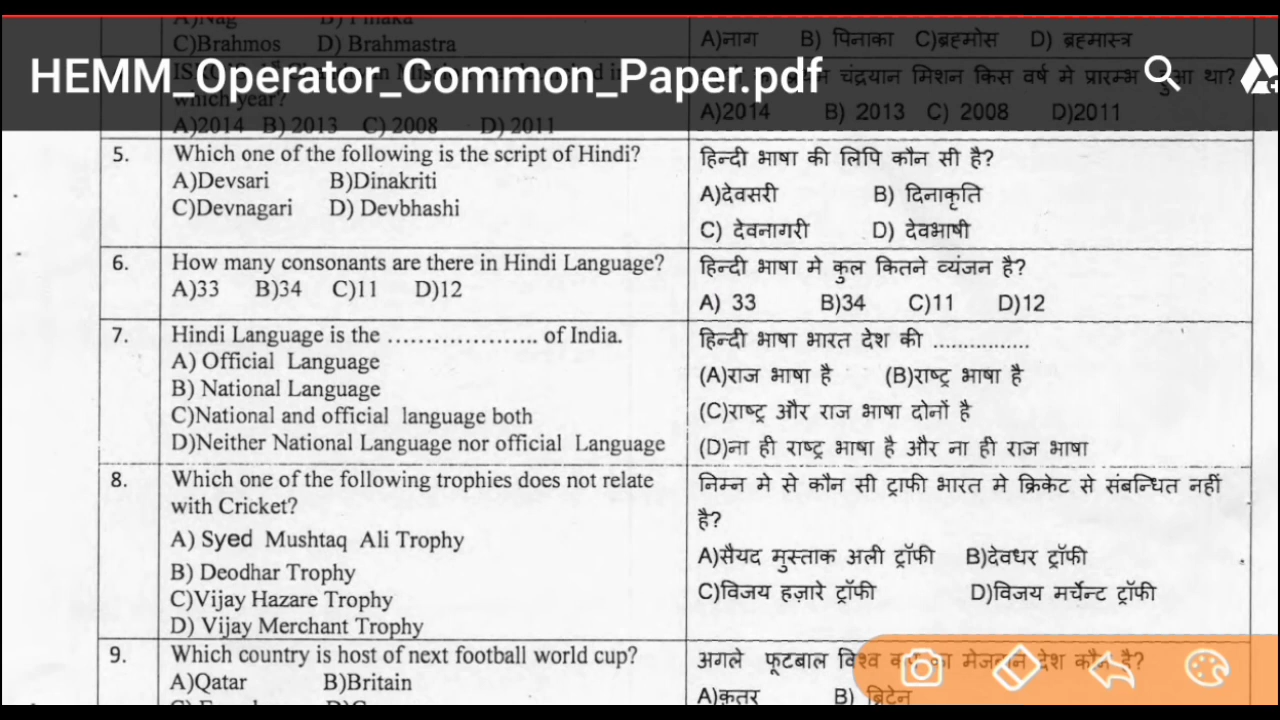 A)Nag B) Pinaka
C)Brahmos D) Brahmastra
A)नाग B) पिनाका C)ब्रहमोस D) ब्रहमास्त्र
HEMM_Operator_Common_Paper.pdf
चंद्रयान मिशन किस वर्ष मे प्रारम्भ हुआ था?
which year?
A)2014 B) 2013 C) 2008 D) 2011
A)2014 B) 2013 C) 2008 D)2011
5. Which one of the following is the script of Hindi?
A)Devsari B)Dinakriti
C)Devnagari D) Devbhashi
हिन्दी भाषा की लिपि कौन सी है?
A)देवसरी B) दिनाकृति
C) देवनागरी D) देवभाषी
6. How many consonants are there in Hindi Language?
A)33 B)34 C)11 D)12
हिन्दी भाषा मे कुल कितने व्यंजन है?
A) 33 B)34 C)11 D)12
7. Hindi Language is the ………………….. of India.
A) Official Language
B) National Language
C)National and official language both
D)Neither National Language nor official Language
हिन्दी भाषा भारत देश की ................
(A)राज भाषा है (B)राष्ट्र भाषा है
(C)राष्ट्र और राज भाषा दोनों है
(D)ना ही राष्ट्र भाषा है और ना ही राज भाषा
8. Which one of the following trophies does not relate
with Cricket?
A) Syed Mushtaq Ali Trophy
B) Deodhar Trophy
C)Vijay Hazare Trophy
D) Vijay Merchant Trophy
निम्न मे से कौन सी ट्राफी भारत मे क्रिकेट से संबन्धित नहीं
है?
A)सैयद मुस्ताक अली ट्रॉफी B)देवधर ट्रॉफी
C)विजय हज़ारे ट्रॉफी D)विजय मर्चेन्ट ट्रॉफी
9. Which country is host of next football world cup?
A)Qatar B)Britain
अगले फूटबाल विश्व का मेजबान देश कौन है?
A)क़तर B) ब्रिटेन